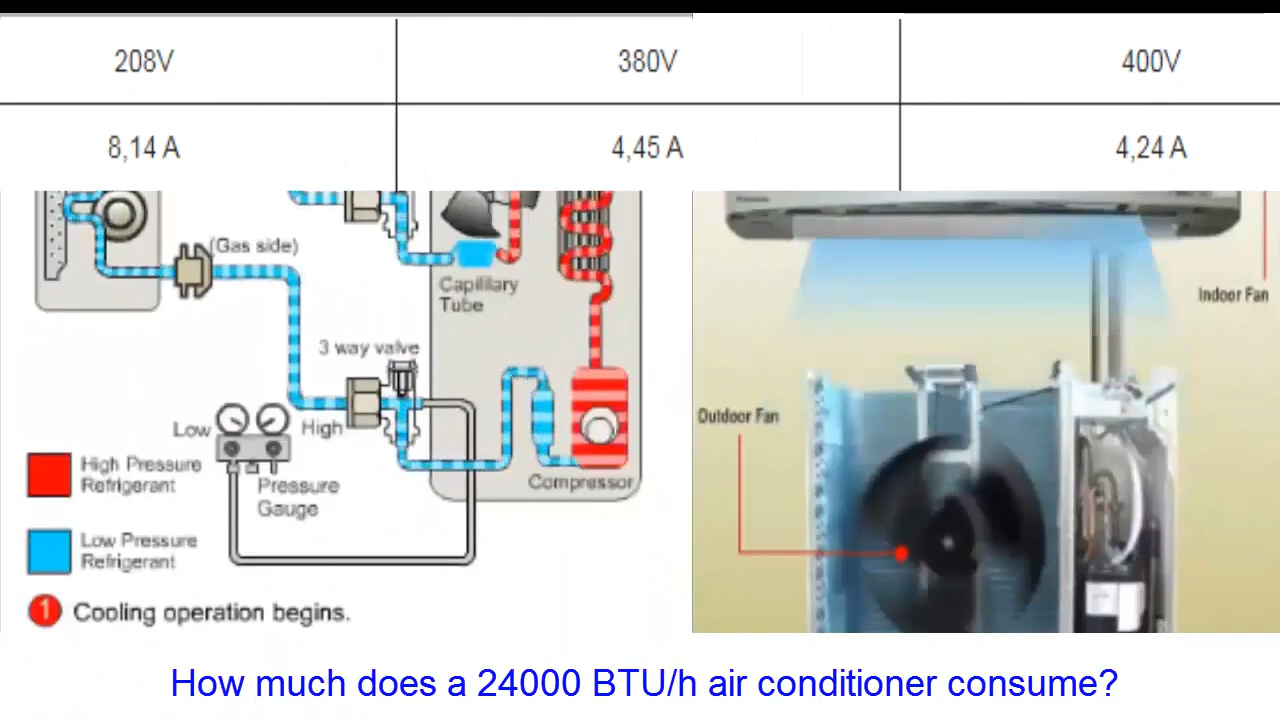 208V 380V 400V
8,14 A 4,45 A 4,24 A
(Gas side)
Capilllary
Tube
3 way valve
Low
High
Pressure
Gauge
Compressor
High Pressure
Refrigerant
Low Pressure
Refrigerant
1 Cooling operation begins.
Indoor Fan
Outdoor Fan
How much does a 24000 BTU/h air conditioner consume?